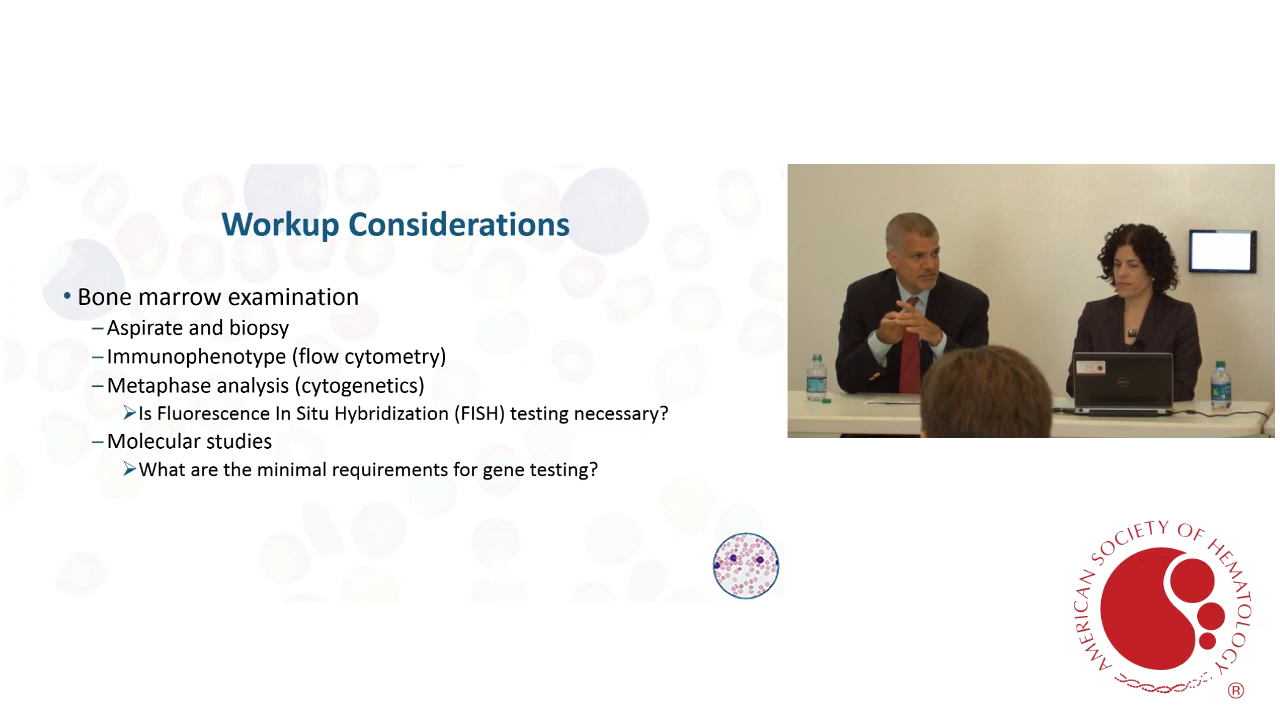 Workup Considerations
• Bone marrow examination
–Aspirate and biopsy
–Immunophenotype (flow cytometry)
–Metaphase analysis (cytogenetics)
➢Is Fluorescence In Situ Hybridization (FISH) testing necessary?
–Molecular studies
➢What are the minimal requirements for gene testing?
AMERICAN SOCIETY OF HEMATOLOGY
®